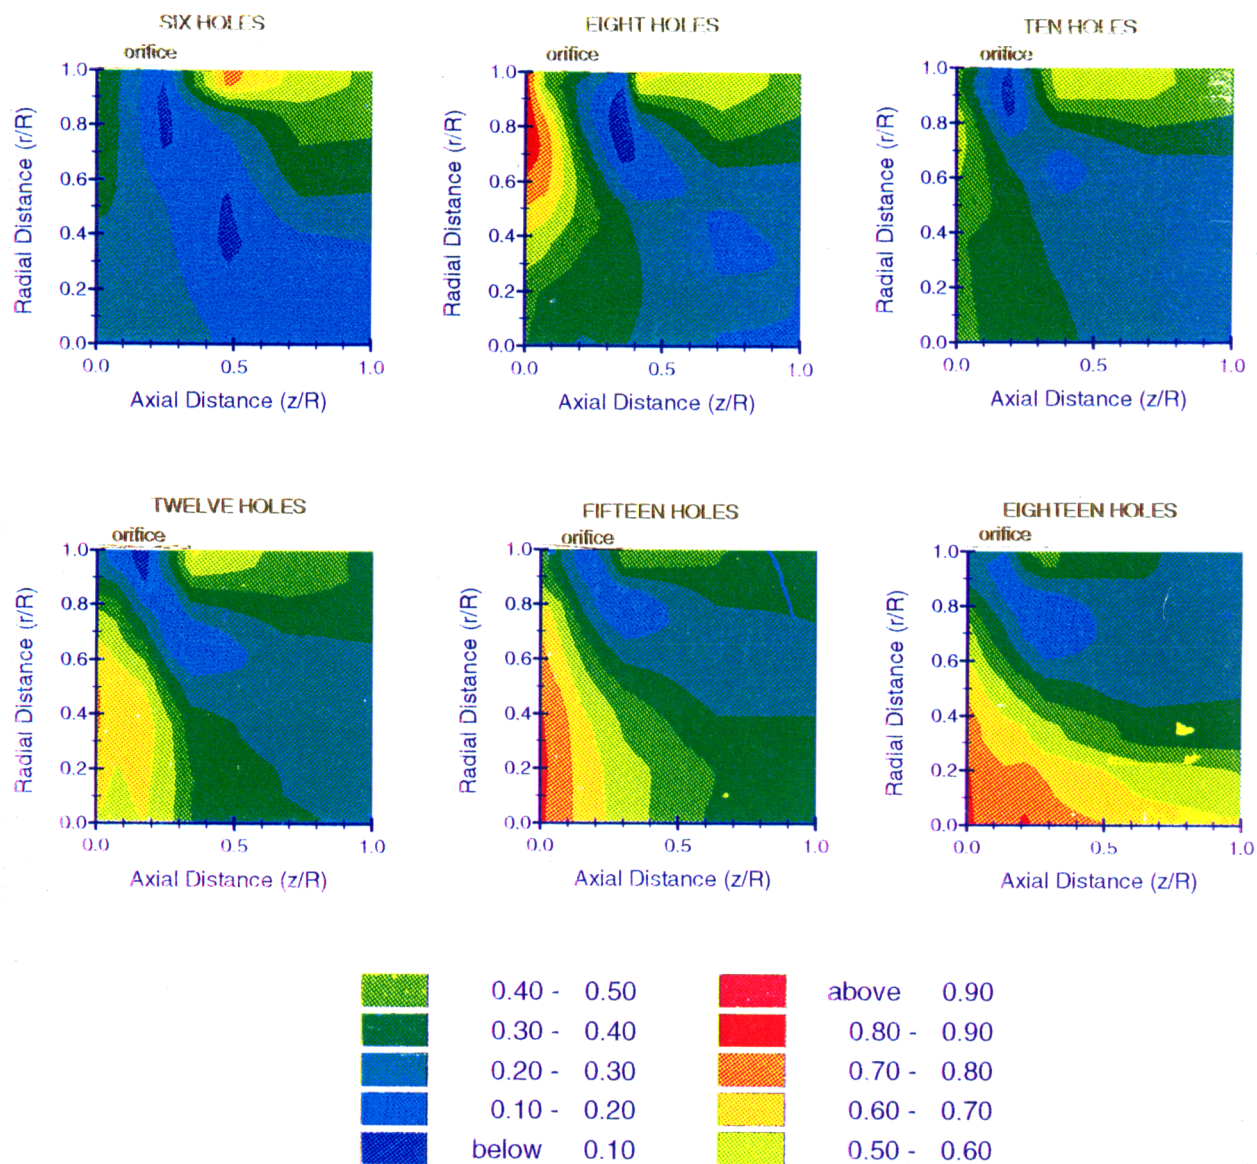 SIX HOLES
EIGHT HOLES
TEN HOLES
orifice
orifice
orifice
1.0
0.8
0.6
0.4
0.2
0.0
Radial Distance (r/R)
0.0 0.5 1.0
Axial Distance (z/R)
1.0
0.8
0.6
0.4
0.2
0.0
Radial Distance (r/R)
0.0 0.5 1.0
Axial Distance (z/R)
1.0
0.8
0.6
0.4
0.2
0.0
Radial Distance (r/R)
0.0 0.5 1.0
Axial Distance (z/R)
TWELVE HOLES
FIFTEEN HOLES
EIGHTEEN HOLES
orifice
orifice
orifice
1.0
0.8
0.6
0.4
0.2
0.0
Radial Distance (r/R)
0.0 0.5 1.0
Axial Distance (z/R)
1.0
0.8
0.6
0.4
0.2
0.0
Radial Distance (r/R)
0.0 0.5 1.0
Axial Distance (z/R)
1.0
0.8
0.6
0.4
0.2
0.0
Radial Distance (r/R)
0.0 0.5 1.0
Axial Distance (z/R)
0.40 - 0.50
0.30 - 0.40
0.20 - 0.30
0.10 - 0.20
below 0.10
above 0.90
0.80 - 0.90
0.70 - 0.80
0.60 - 0.70
0.50 - 0.60